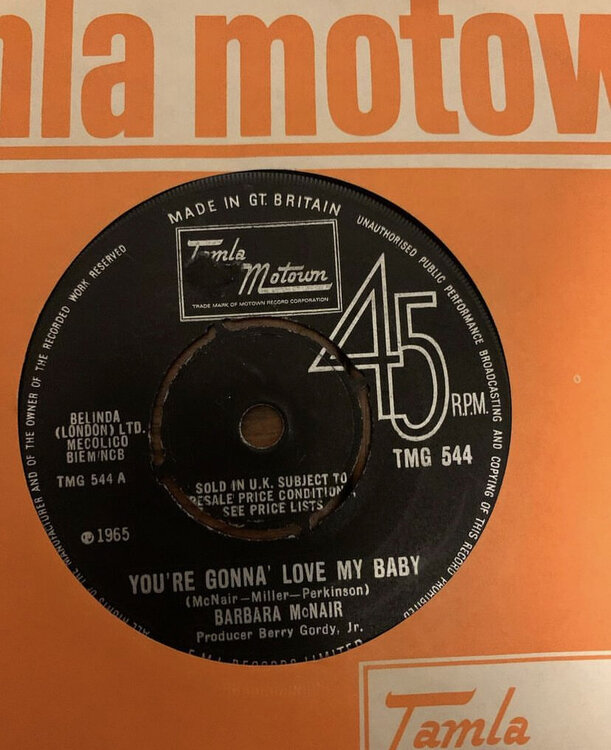 mla motow
MADE IN GT. BRITAIN
UNAUTHORISED PUBLIC PERFORMANCE BROADCASTING AND COPYING OF THIS RECORD PROHIBITED
ALL RIGHTS OF THE MANUFACTURER AND OF THE OWNER OF THE RECORDED WORK RESERVED
Tamla
Motown
TRADE MARK OF MOTOWN RECORD CORPORATION
45
R.P.M.
BELINDA
(LONDON) LTD.
MECOLICO
BIEM/NCB
TMG 544
TMG 544 A
SOLD IN U.K. SUBJECT TO
RESALE PRICE CONDITIONS,
SEE PRICE LISTS
℗1965
YOU'RE GONNA' LOVE MY BABY
(McNair—Miller—Perkinson)
BARBARA McNAIR
Producer Berry Gordy, Jr.
E.M.I. RECORDS LIMITED
Tamla